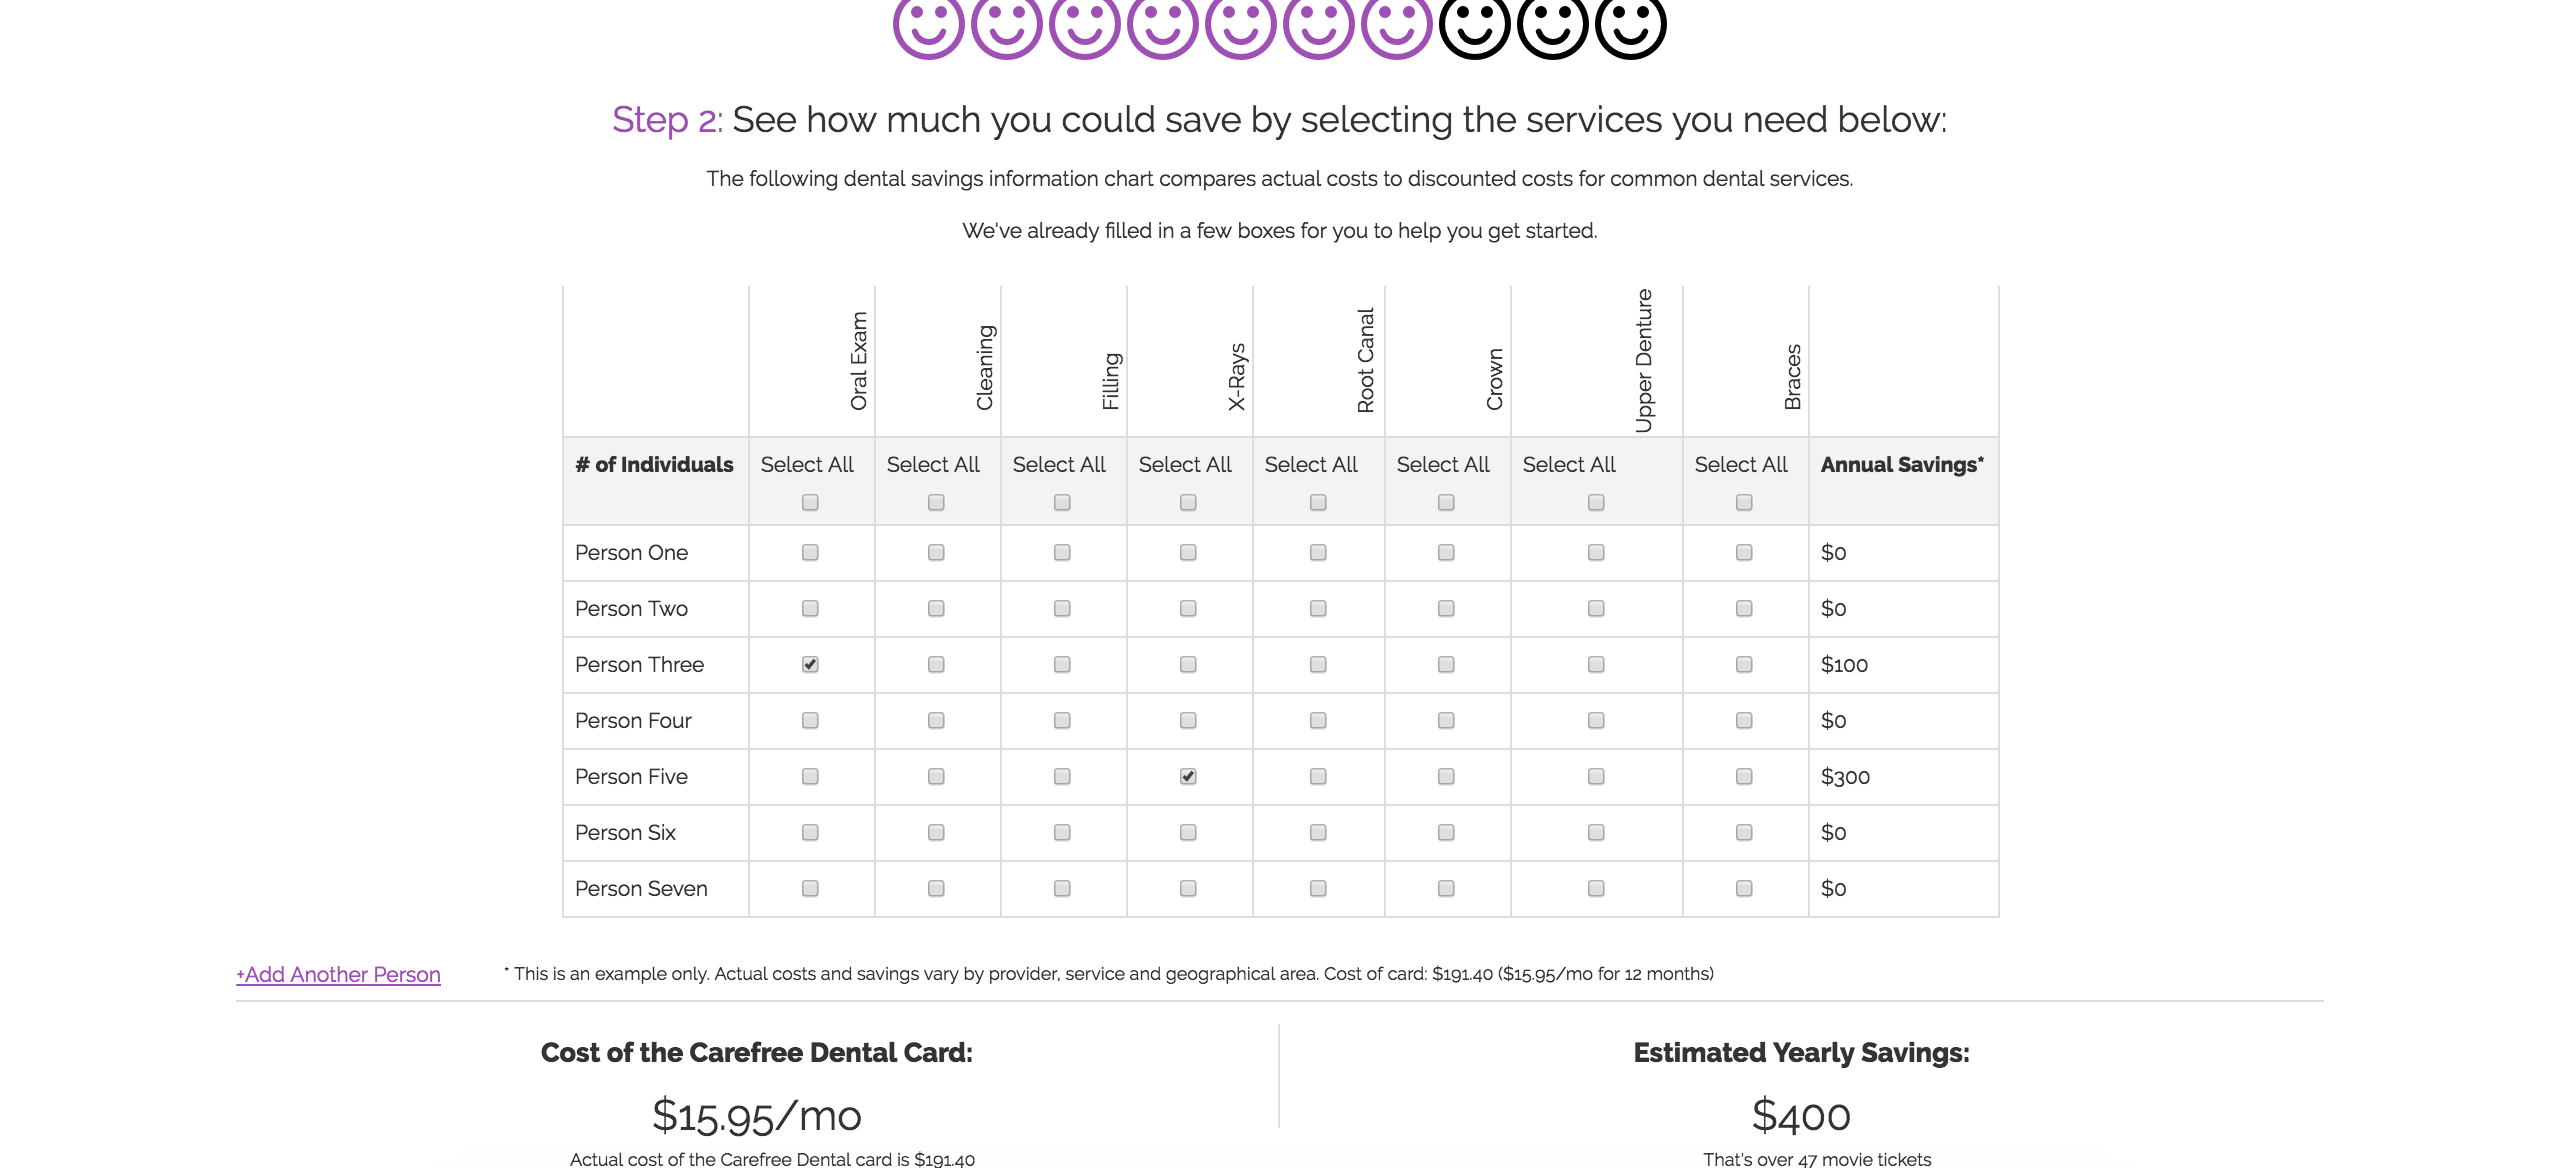 Step 2: See how much you could save by selecting the services you need below:
The following dental savings information chart compares actual costs to discounted costs for common dental services.
We've already filled in a few boxes for you to help you get started.
Oral Exam
Cleaning
Filling
X-Rays
Root Canal
Crown
Upper Denture
Braces
# of Individuals Select All Select All Select All Select All Select All Select All Select All Select All Annual Savings*
Person One $0
Person Two $0
Person Three $100
Person Four $0
Person Five $300
Person Six $0
Person Seven $0
+Add Another Person * This is an example only. Actual costs and savings vary by provider, service and geographical area. Cost of card: $191.40 ($15.95/mo for 12 months)
Cost of the Carefree Dental Card:
$15.95/mo
Actual cost of the Carefree Dental card is $191.40
Estimated Yearly Savings:
$400
That's over 47 movie tickets